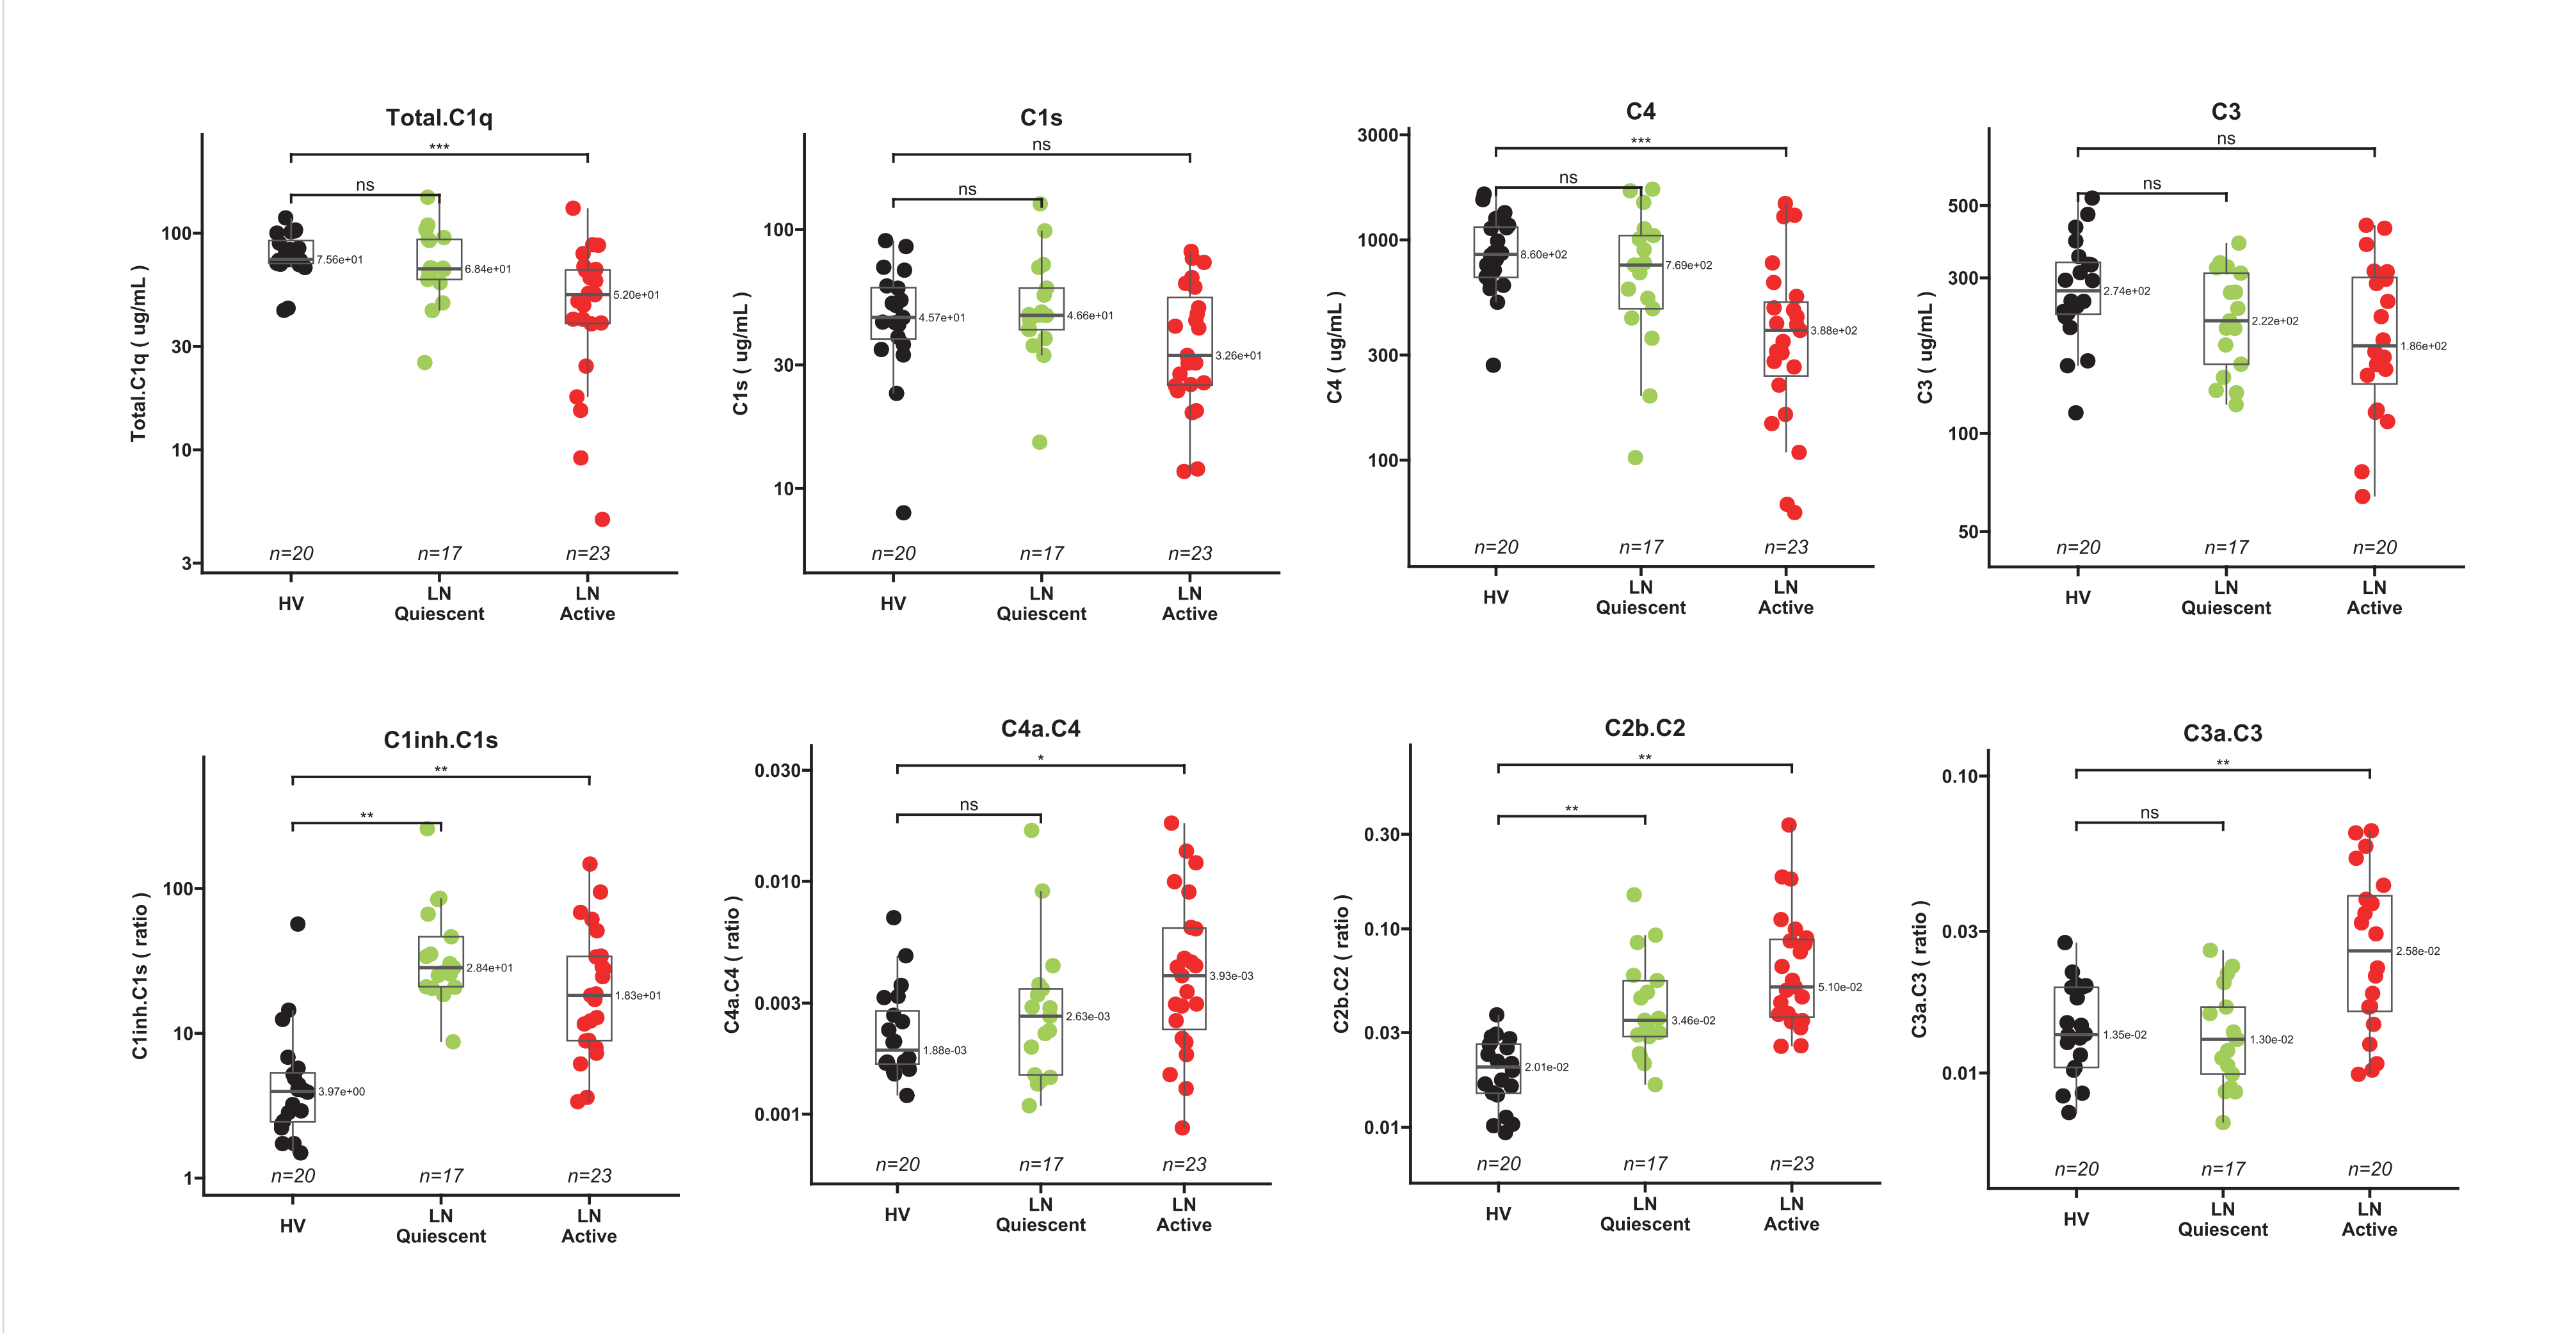 Total.C1q
***
ns
100
30
10
3
Total.C1q ( ug/mL )
7.56e+01
6.84e+01
5.20e+01
n=20
n=17
n=23
HV
LN
Quiescent
LN
Active
C1s
ns
ns
100
30
10
C1s ( ug/mL )
4.57e+01
4.66e+01
3.26e+01
n=20
n=17
n=23
HV
LN
Quiescent
LN
Active
C4
***
ns
3000
1000
300
100
C4 ( ug/mL )
8.60e+02
7.69e+02
3.88e+02
n=20
n=17
n=23
HV
LN
Quiescent
LN
Active
C3
ns
ns
500
300
100
50
C3 ( ug/mL )
2.74e+02
2.22e+02
1.86e+02
n=20
n=17
n=20
HV
LN
Quiescent
LN
Active
C1inh.C1s
**
**
100
10
1
C1inh.C1s ( ratio )
3.97e+00
2.84e+01
1.83e+01
n=20
n=17
n=23
HV
LN
Quiescent
LN
Active
C4a.C4
*
ns
0.030
0.010
0.003
0.001
C4a.C4 ( ratio )
1.88e-03
2.63e-03
3.93e-03
n=20
n=17
n=23
HV
LN
Quiescent
LN
Active
C2b.C2
**
**
0.30
0.10
0.03
0.01
C2b.C2 ( ratio )
2.01e-02
3.46e-02
5.10e-02
n=20
n=17
n=23
HV
LN
Quiescent
LN
Active
C3a.C3
**
ns
0.10
0.03
0.01
C3a.C3 ( ratio )
1.35e-02
1.30e-02
2.58e-02
n=20
n=17
n=20
HV
LN
Quiescent
LN
Active